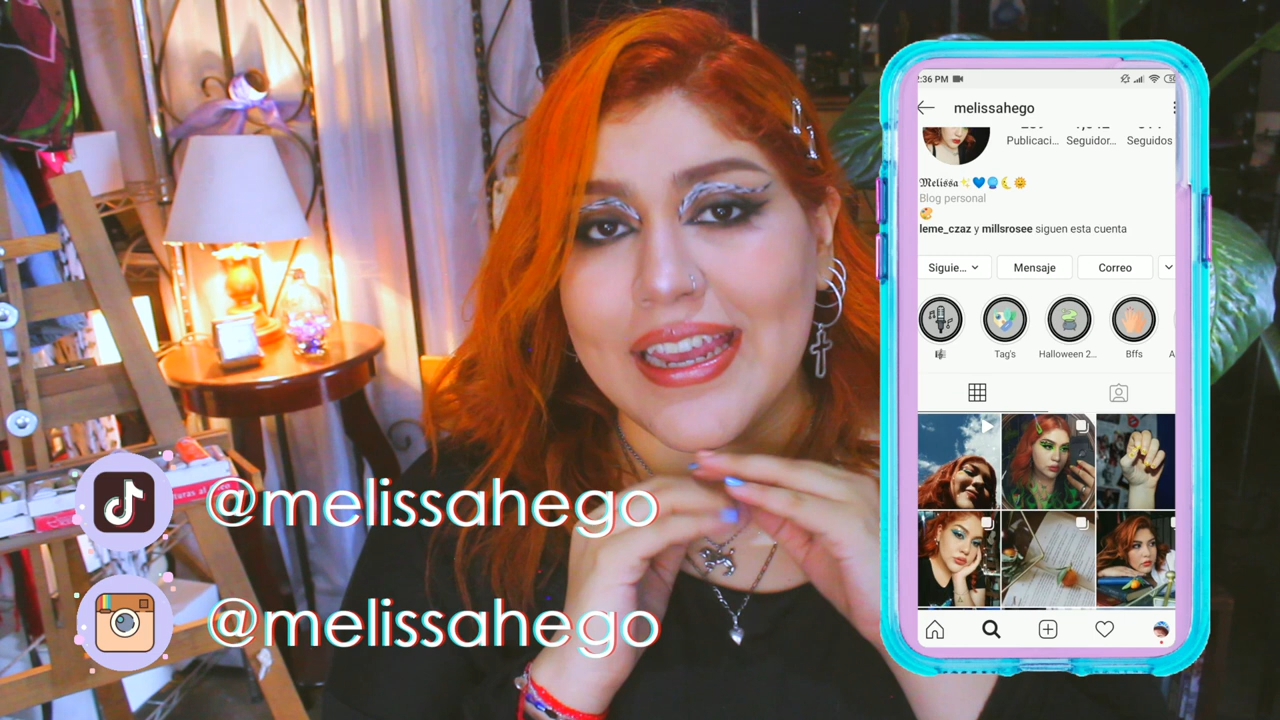 2:36 PM
melissahego
Publicaci... Seguidor... Seguidos
𝕸𝖊𝖑𝖎𝖘𝖘𝖆✨💙🔮🌜🌞
Blog personal
🎨
leme_czaz y millsrosee siguen esta cuenta
Siguie... Mensaje Correo
Tag's Halloween 2... Bffs A
@melissahego
@melissahego